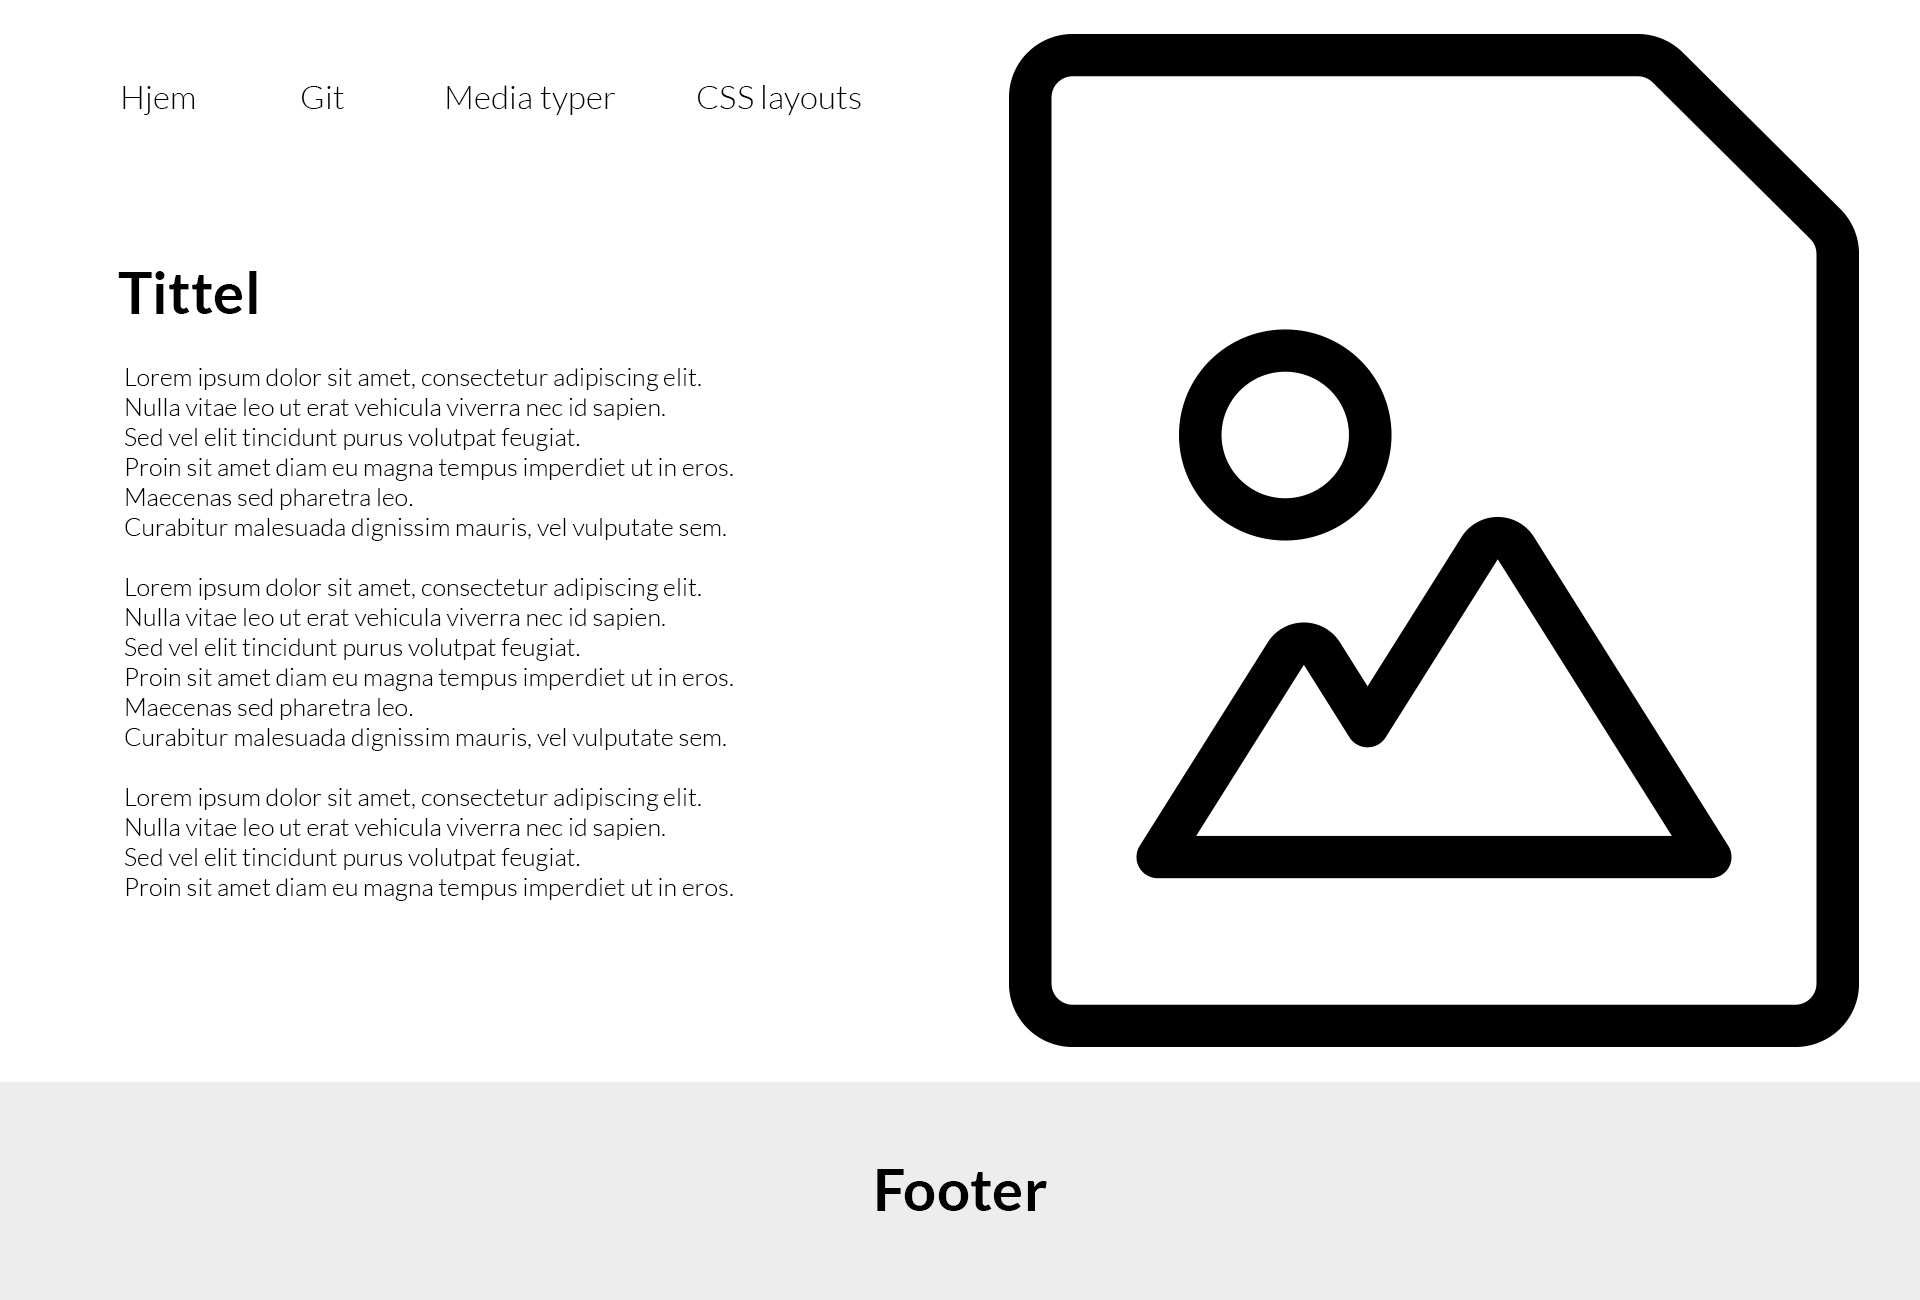 Hjem Git Media typer CSS layouts
Tittel
Lorem ipsum dolor sit amet, consectetur adipiscing elit.
Nulla vitae leo ut erat vehicula viverra nec id sapien.
Sed vel elit tincidunt purus volutpat feugiat.
Proin sit amet diam eu magna tempus imperdiet ut in eros.
Maecenas sed pharetra leo.
Curabitur malesuada dignissim mauris, vel vulputate sem.
Lorem ipsum dolor sit amet, consectetur adipiscing elit.
Nulla vitae leo ut erat vehicula viverra nec id sapien.
Sed vel elit tincidunt purus volutpat feugiat.
Proin sit amet diam eu magna tempus imperdiet ut in eros.
Maecenas sed pharetra leo.
Curabitur malesuada dignissim mauris, vel vulputate sem.
Lorem ipsum dolor sit amet, consectetur adipiscing elit.
Nulla vitae leo ut erat vehicula viverra nec id sapien.
Sed vel elit tincidunt purus volutpat feugiat.
Proin sit amet diam eu magna tempus imperdiet ut in eros.
Footer